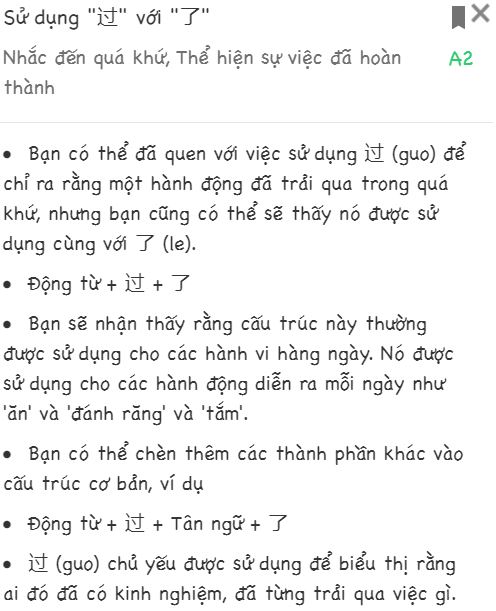 Sử dụng "过" với "了"
Nhắc đến quá khứ, Thể hiện sự việc đã hoàn
A2
thành
• Bạn có thể đã quen với việc sử dụng 过 (guo) để
chỉ ra rằng một hành động đã trải qua trong quá
khứ, nhưng bạn cũng có thể sẽ thấy nó được sử
dụng cùng với 了 (le).
• Động từ + 过 + 了
• Bạn sẽ nhận thấy rằng cấu trúc này thường
được sử dụng cho các hành vi hàng ngày. Nó được
sử dụng cho các hành động diễn ra mỗi ngày như
'ăn' và 'đánh răng' và 'tắm'.
• Bạn có thể chèn thêm các thành phần khác vào
cấu trúc cơ bản, ví dụ
• Động từ + 过 + Tân ngữ + 了
• 过 (guo) chủ yếu được sử dụng để biểu thị rằng
ai đó đã có kinh nghiệm, đã từng trải qua việc gì.